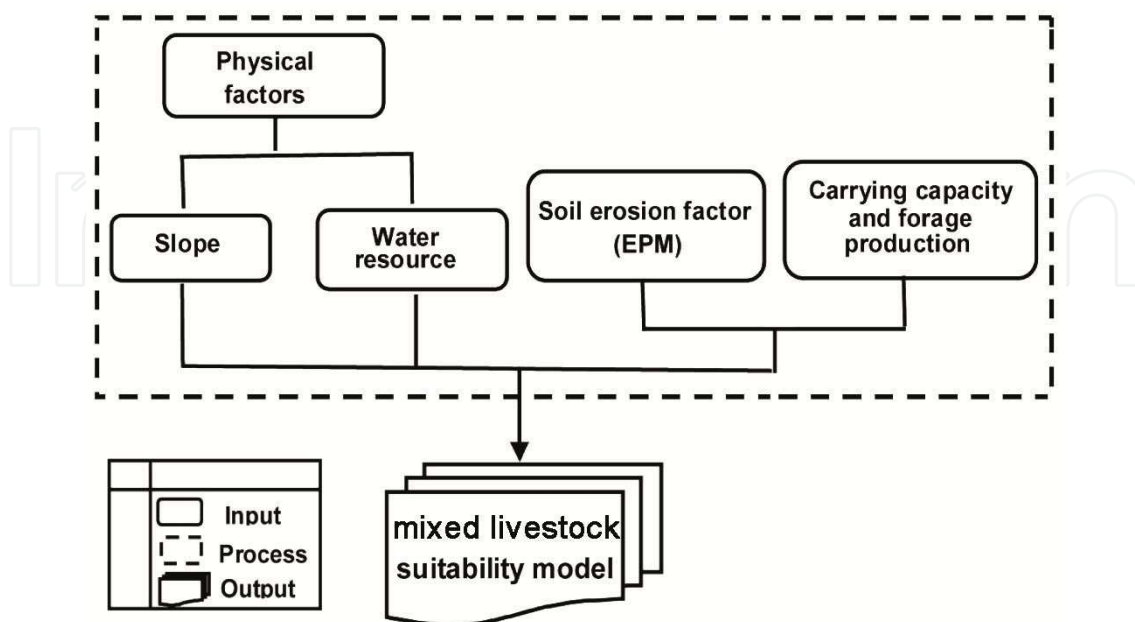 Physical
factors
Slope
Water
resource
Soil erosion factor
(EPM)
Carrying capacity
and forage
production
mixed livestock
suitability model
Input
Process
Output